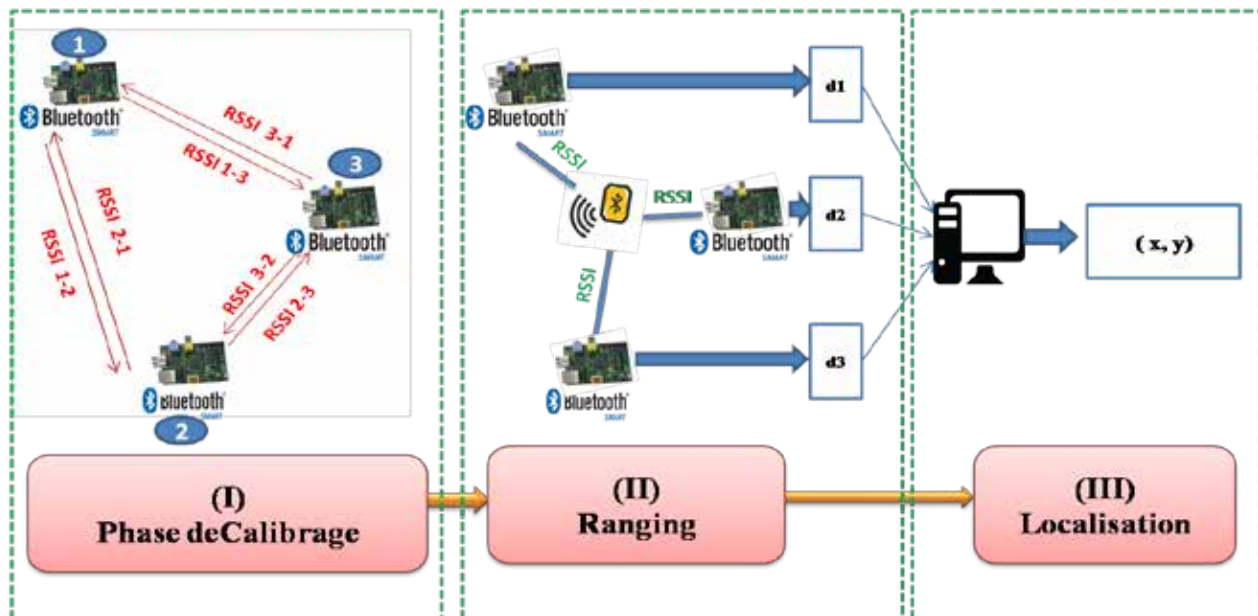 1
Bluetooth
SMART
RSSI 3-1
RSSI 1-3
3
Bluetooth
SMART
RSSI 2-1
RSSI 1-2
RSSI 3-2
RSSI 2-3
Bluetooth
SMART
2
(I)
Phase deCalibrage
Bluetooth
SMART
d1
RSSI
RSSI
Bluetooth
SMART
d2
RSSI
Bluetooth
SMART
d3
(II)
Ranging
( x, y)
(III)
Localisation